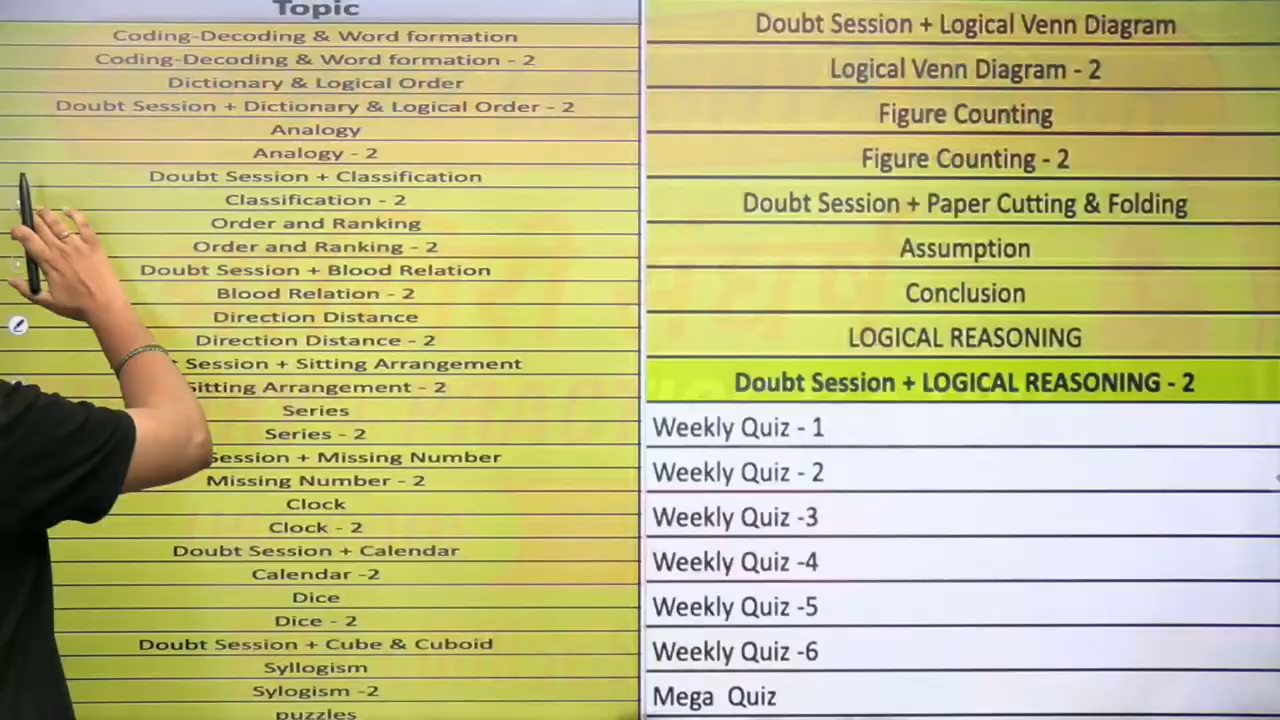 Topic
Coding-Decoding & Word formation
Coding-Decoding & Word formation - 2
Dictionary & Logical Order
Doubt Session + Dictionary & Logical Order - 2
Analogy
Analogy - 2
Doubt Session + Classification
Classification - 2
Order and Ranking
Order and Ranking - 2
Doubt Session + Blood Relation
Blood Relation - 2
Direction Distance
Direction Distance - 2
Session + Sitting Arrangement
Sitting Arrangement - 2
Series
Series - 2
Session + Missing Number
Missing Number - 2
Clock
Clock - 2
Doubt Session + Calendar
Calendar -2
Dice
Dice - 2
Doubt Session + Cube & Cuboid
Syllogism
Sylogism -2
puzzles
Doubt Session + Logical Venn Diagram
Logical Venn Diagram - 2
Figure Counting
Figure Counting - 2
Doubt Session + Paper Cutting & Folding
Assumption
Conclusion
LOGICAL REASONING
Doubt Session + LOGICAL REASONING - 2
Weekly Quiz - 1
Weekly Quiz - 2
Weekly Quiz -3
Weekly Quiz -4
Weekly Quiz -5
Weekly Quiz -6
Mega Quiz